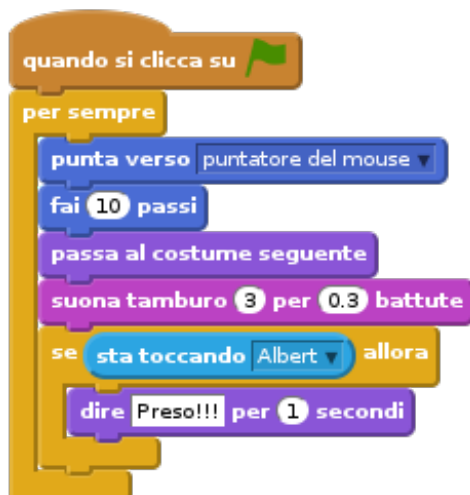 quando si clicca su
per sempre
punta verso puntatore del mouse
fai 10 passi
passa al costume seguente
suona tamburo 3 per 0.3 battute
se sta toccando Albert allora
dire Preso!!! per 1 secondi